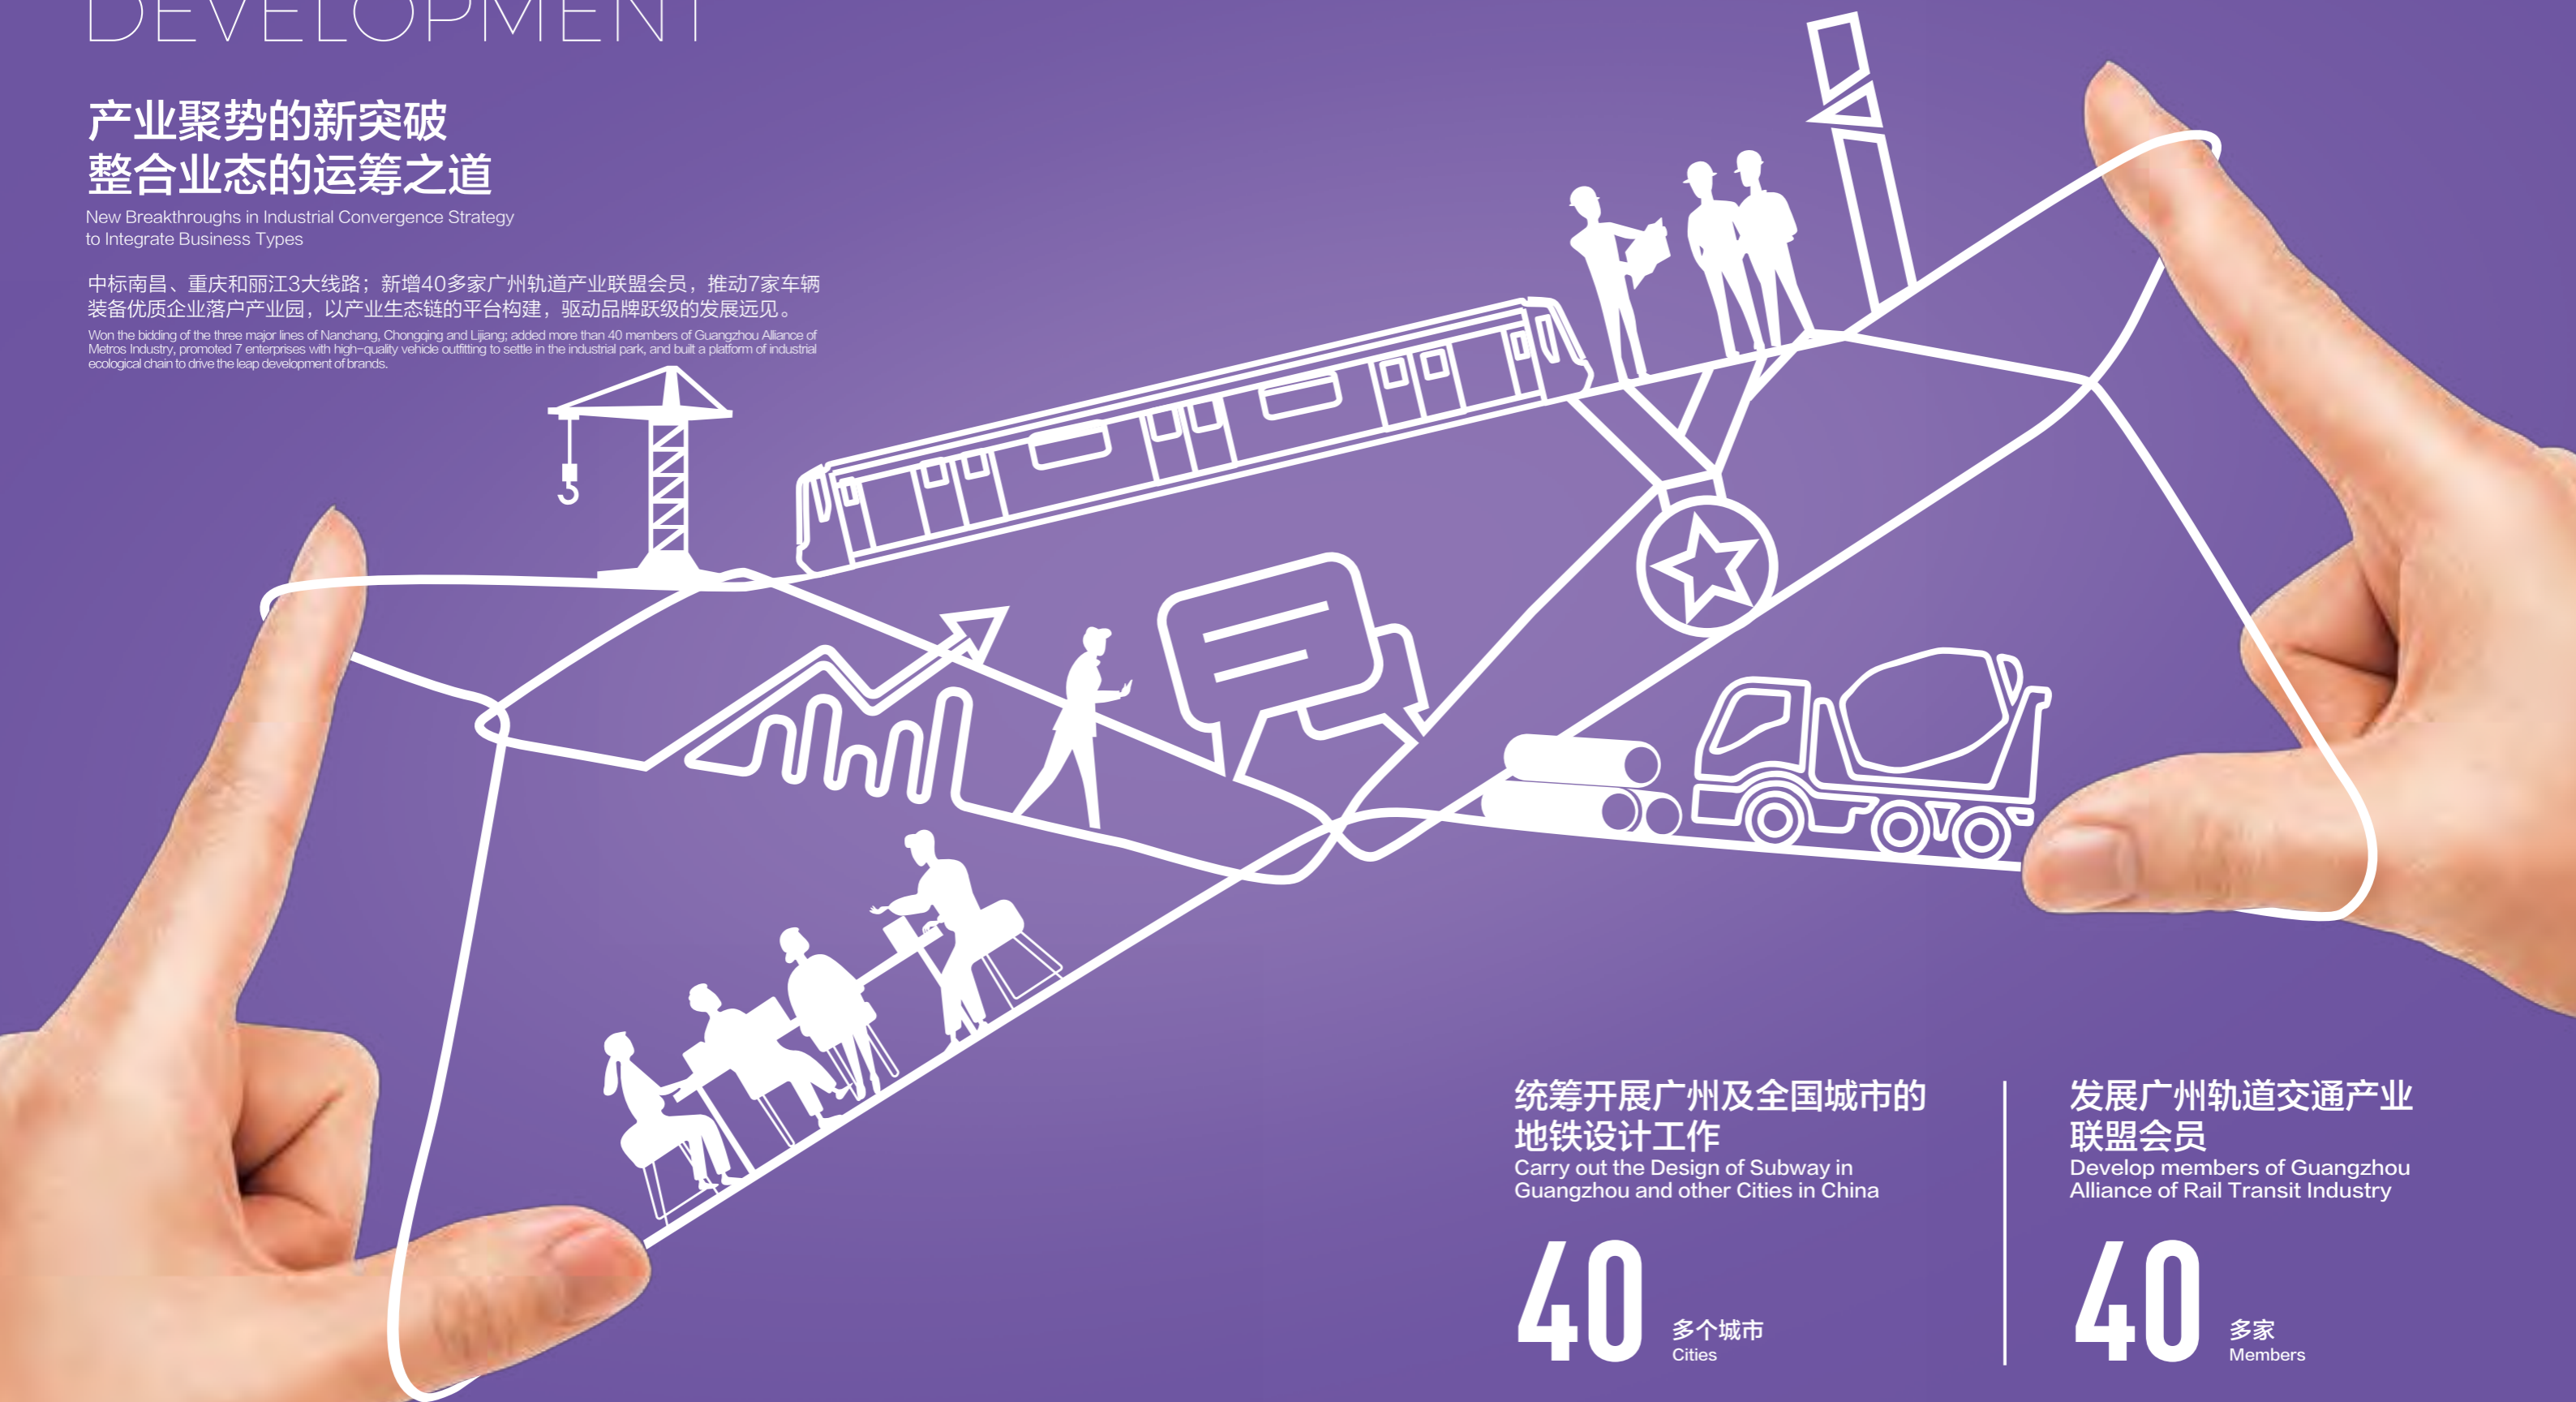 DEVELOPMENT
产业聚势的新突破
整合业态的运筹之道
New Breakthroughs in Industrial Convergence Strategy
to Integrate Business Types
中标南昌、重庆和丽江3大线路；新增40多家广州轨道产业联盟会员，推动7家车辆
装备优质企业落户产业园，以产业生态链的平台构建，驱动品牌跃级的发展远见。
Won the bidding of the three major lines of Nanchang, Chongqing and Lijiang; added more than 40 members of Guangzhou Alliance of
Metros Industry, promoted 7 enterprises with high-quality vehicle outfitting to settle in the industrial park, and built a platform of industrial
ecological chain to drive the leap development of brands.
统筹开展广州及全国城市的
地铁设计工作
Carry out the Design of Subway in
Guangzhou and other Cities in China
40 多个城市
Cities
发展广州轨道交通产业
联盟会员
Develop members of Guangzhou
Alliance of Rail Transit Industry
40 多家
Members